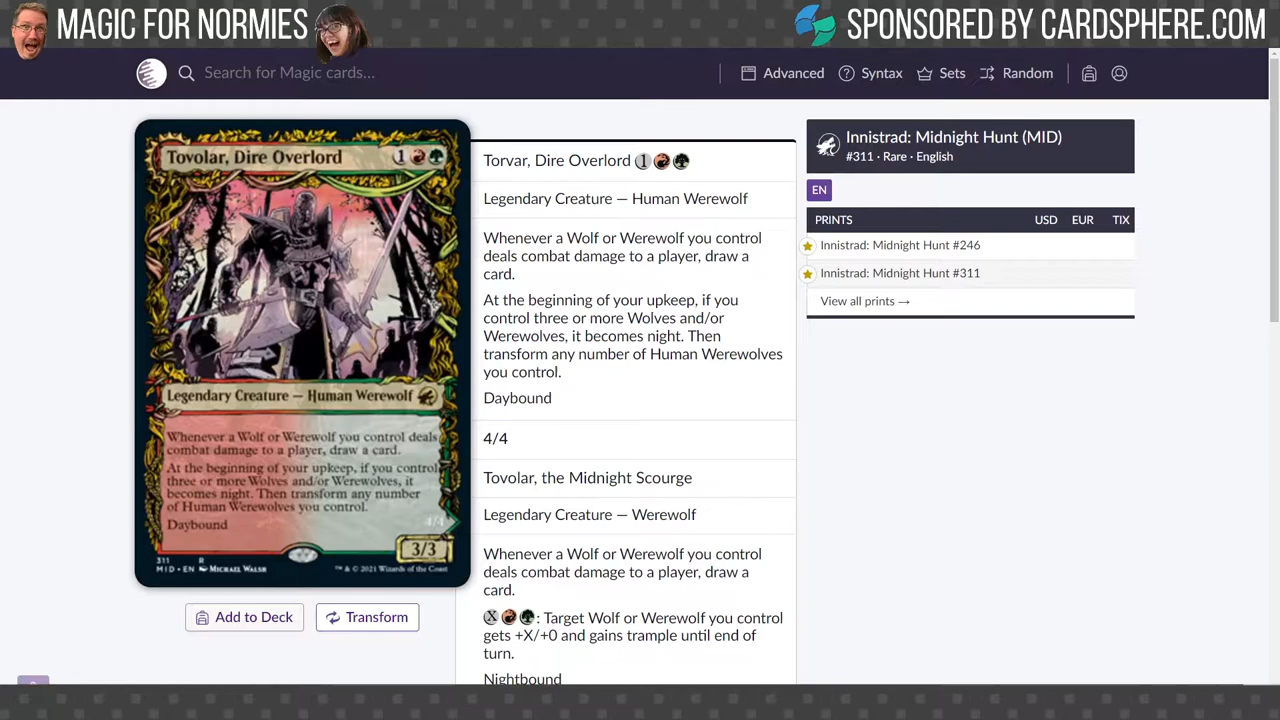 MAGIC FOR NORMIES
SPONSORED BY CARDSPHERE.COM
Search for Magic cards...
Advanced
Syntax
Sets
Random
Tovolar, Dire Overlord 1
Legendary Creature — Human Werewolf
Whenever a Wolf or Werewolf you control deals
combat damage to a player, draw a card.
At the beginning of your upkeep, if you control
three or more Wolves and/or Werewolves, it
becomes night. Then transform any number
of Human Werewolves you control.
Daybound
4/4
3/3
311 R
MID • EN MICHAEL WALSH
™ & © 2021 Wizards of the Coast
Add to Deck
Transform
Torvar, Dire Overlord 1
Legendary Creature — Human Werewolf
Whenever a Wolf or Werewolf you control
deals combat damage to a player, draw a
card.
At the beginning of your upkeep, if you
control three or more Wolves and/or
Werewolves, it becomes night. Then
transform any number of Human Werewolves
you control.
Daybound
4/4
Tovolar, the Midnight Scourge
Legendary Creature — Werewolf
Whenever a Wolf or Werewolf you control
deals combat damage to a player, draw a
card.
X : Target Wolf or Werewolf you control
gets +X/+0 and gains trample until end of
turn.
Nightbound
Innistrad: Midnight Hunt (MID)
#311 · Rare · English
EN
PRINTS USD EUR TIX
Innistrad: Midnight Hunt #246
Innistrad: Midnight Hunt #311
View all prints →